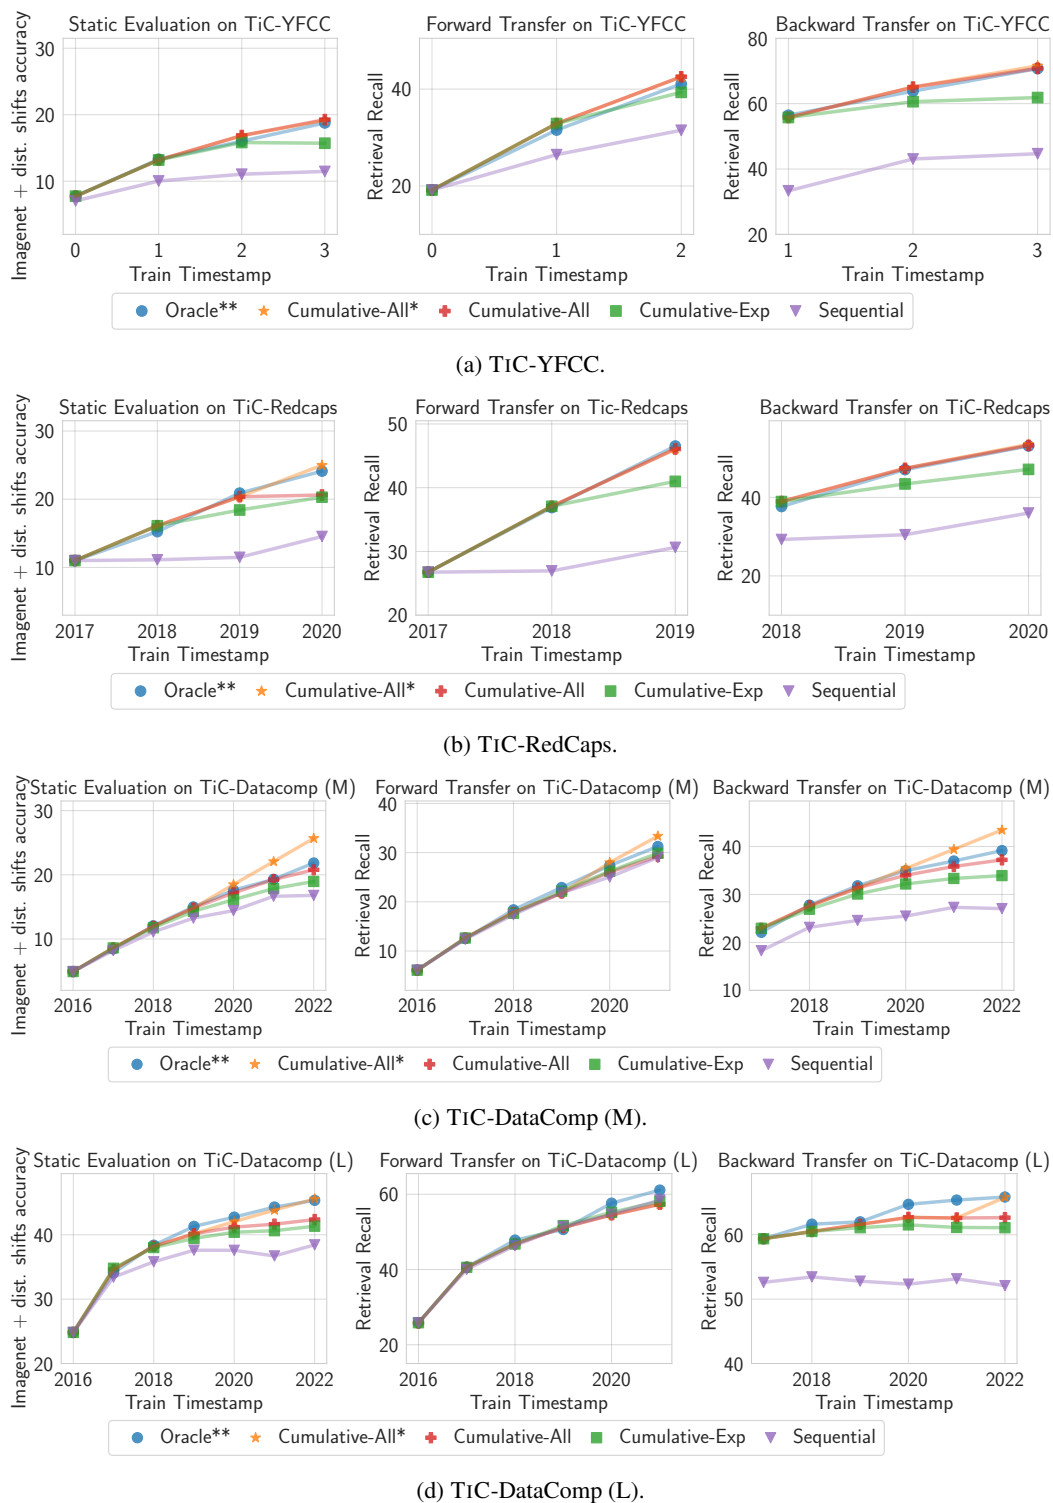 Static Evaluation on TiC-YFCC
Forward Transfer on TiC-YFCC
Backward Transfer on TiC-YFCC
Imagenet + dist. shifts accuracy
30
20
10
0 1 2 3
Train Timestamp
Retrieval Recall
40
20
0 1 2
Train Timestamp
Retrieval Recall
80
60
40
20
1 2 3
Train Timestamp
Oracle** Cumulative-All* Cumulative-All Cumulative-Exp Sequential
(a) TIC-YFCC.
Static Evaluation on TiC-Redcaps
Forward Transfer on Tic-Redcaps
Backward Transfer on TiC-Redcaps
Imagenet + dist. shifts accuracy
30
20
10
2017 2018 2019 2020
Train Timestamp
Retrieval Recall
50
40
30
20
2017 2018 2019
Train Timestamp
Retrieval Recall
40
20
2018 2019 2020
Train Timestamp
Oracle** Cumulative-All* Cumulative-All Cumulative-Exp Sequential
(b) TIC-RedCaps.
Static Evaluation on TiC-Datacomp (M)
Forward Transfer on TiC-Datacomp (M)
Backward Transfer on TiC-Datacomp (M)
Imagenet + dist. shifts accuracy
30
20
10
2016 2018 2020 2022
Train Timestamp
Retrieval Recall
40
30
20
10
2016 2018 2020
Train Timestamp
Retrieval Recall
40
30
20
10
2018 2020 2022
Train Timestamp
Oracle** Cumulative-All* Cumulative-All Cumulative-Exp Sequential
(c) TIC-DataComp (M).
Static Evaluation on TiC-Datacomp (L)
Forward Transfer on TiC-Datacomp (L)
Backward Transfer on TiC-Datacomp (L)
Imagenet + dist. shifts accuracy
40
30
20
2016 2018 2020 2022
Train Timestamp
Retrieval Recall
60
40
20
2016 2018 2020
Train Timestamp
Retrieval Recall
60
50
40
2018 2020 2022
Train Timestamp
Oracle** Cumulative-All* Cumulative-All Cumulative-Exp Sequential
(d) TIC-DataComp (L).